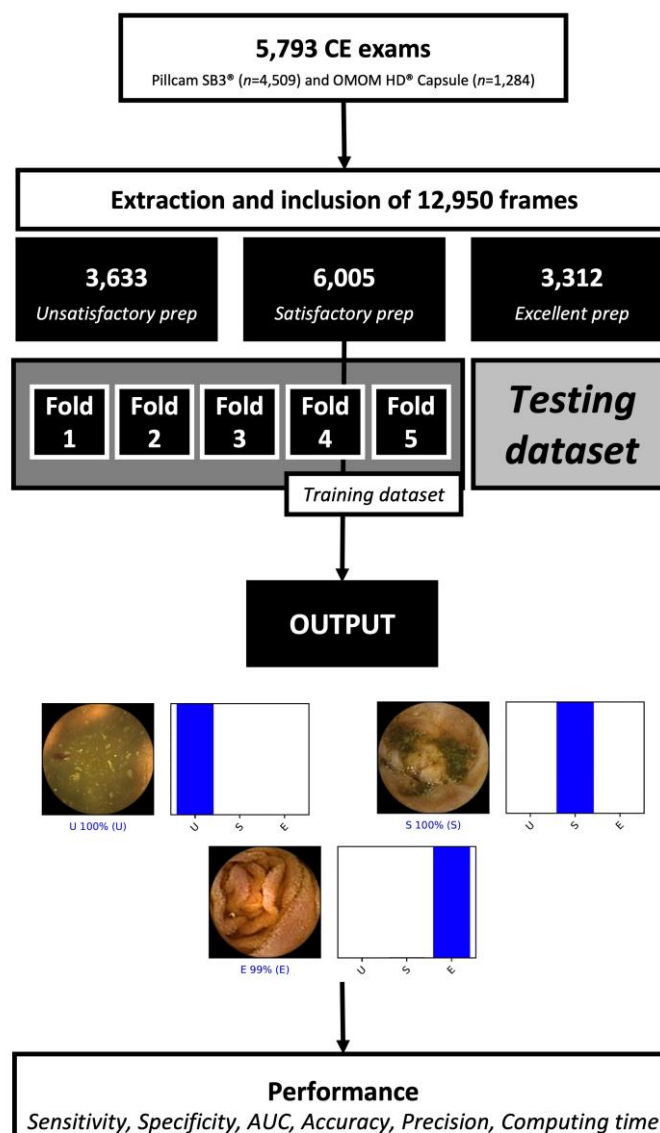 5,793 CE exams
Pillcam SB3® (n=4,509) and OMOM HD® Capsule (n=1,284)
Extraction and inclusion of 12,950 frames
3,633
Unsatisfactory prep
6,005
Satisfactory prep
3,312
Excellent prep
Fold
1
Fold
2
Fold
3
Fold
4
Fold
5
Testing
dataset
Training dataset
OUTPUT
U 100% (U)
U
S
E
S 100% (S)
U
S
E
E 99% (E)
U
S
E
Performance
Sensitivity, Specificity, AUC, Accuracy, Precision, Computing time